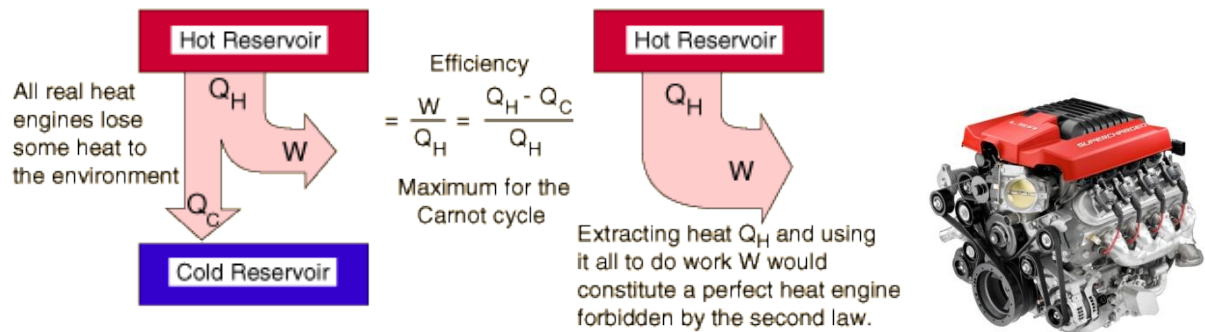 Hot Reservoir
All real heat
engines lose
some heat to
the environment
Q_H
W
Q_C
Cold Reservoir
Efficiency
= W/Q_H = (Q_H - Q_C)/Q_H
Maximum for the
Carnot cycle
Hot Reservoir
Q_H
W
Extracting heat Q_H and using
it all to do work W would
constitute a perfect heat engine
forbidden by the second law.
LSA
SUPERCHARGED